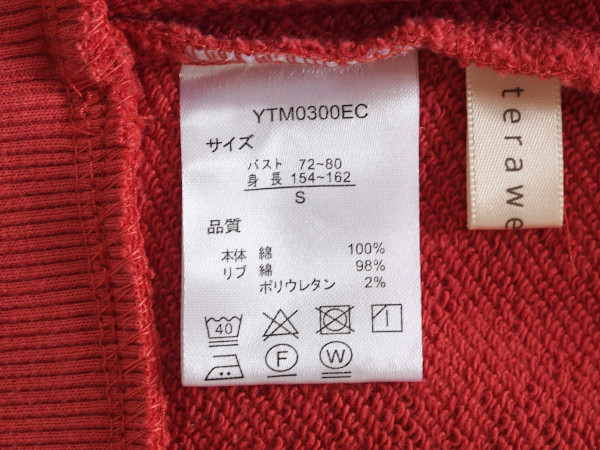 YTM0300EC
サイズ
バスト 72~80
身長 154~162
S
品質
本体 綿 100%
リブ 綿 98%
ポリウレタン 2%
40
F W
terawe